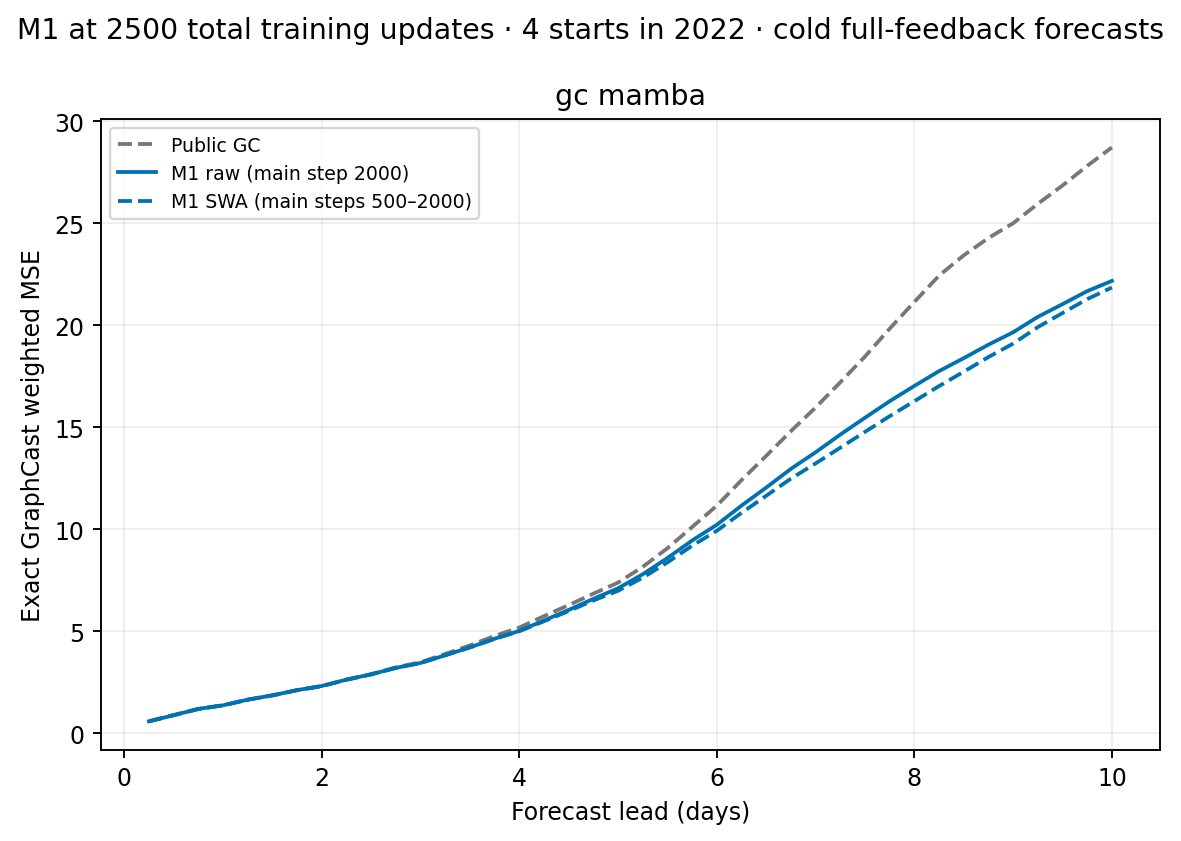 M1 at 2500 total training updates · 4 starts in 2022 · cold full-feedback forecasts
gc mamba
Public GC
M1 raw (main step 2000)
M1 SWA (main steps 500–2000)
Exact GraphCast weighted MSE
30
25
20
15
10
5
0
0 2 4 6 8 10
Forecast lead (days)